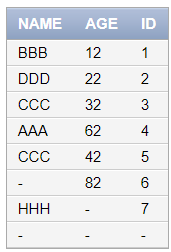 NAME AGE ID
BBB 12 1
DDD 22 2
CCC 32 3
AAA 62 4
CCC 42 5
- 82 6
HHH - 7
- - -